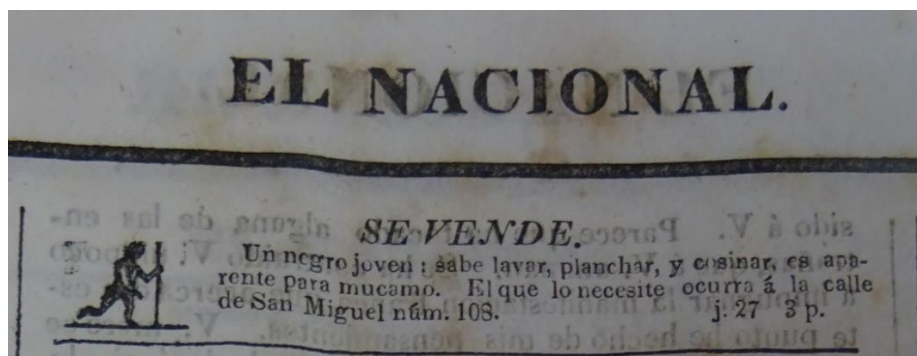 EL NACIONAL.
SE VENDE.
Un negro joven: sabe lavar, planchar, y cosinar, es apa-
rente para mucamo. El que lo necesite ocurra á la calle
de San Miguel núm. 108. j. 27 3 p.